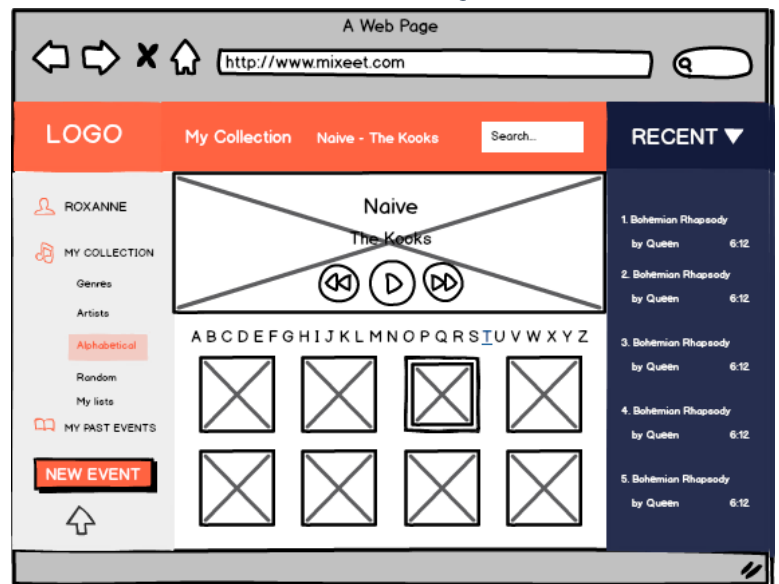 A Web Page
http://www.mixeet.com
LOGO
My Collection
Naive - The Kooks
Search...
RECENT
ROXANNE
MY COLLECTION
Genres
Artists
Alphabetical
Random
My lists
MY PAST EVENTS
NEW EVENT
Naive
The Kooks
A B C D E F G H I J K L M N O P Q R S T U V W X Y Z
1. Bohemian Rhapsody
by Queen 6:12
2. Bohemian Rhapsody
by Queen 6:12
3. Bohemian Rhapsody
by Queen 6:12
4. Bohemian Rhapsody
by Queen 6:12
5. Bohemian Rhapsody
by Queen 6:12